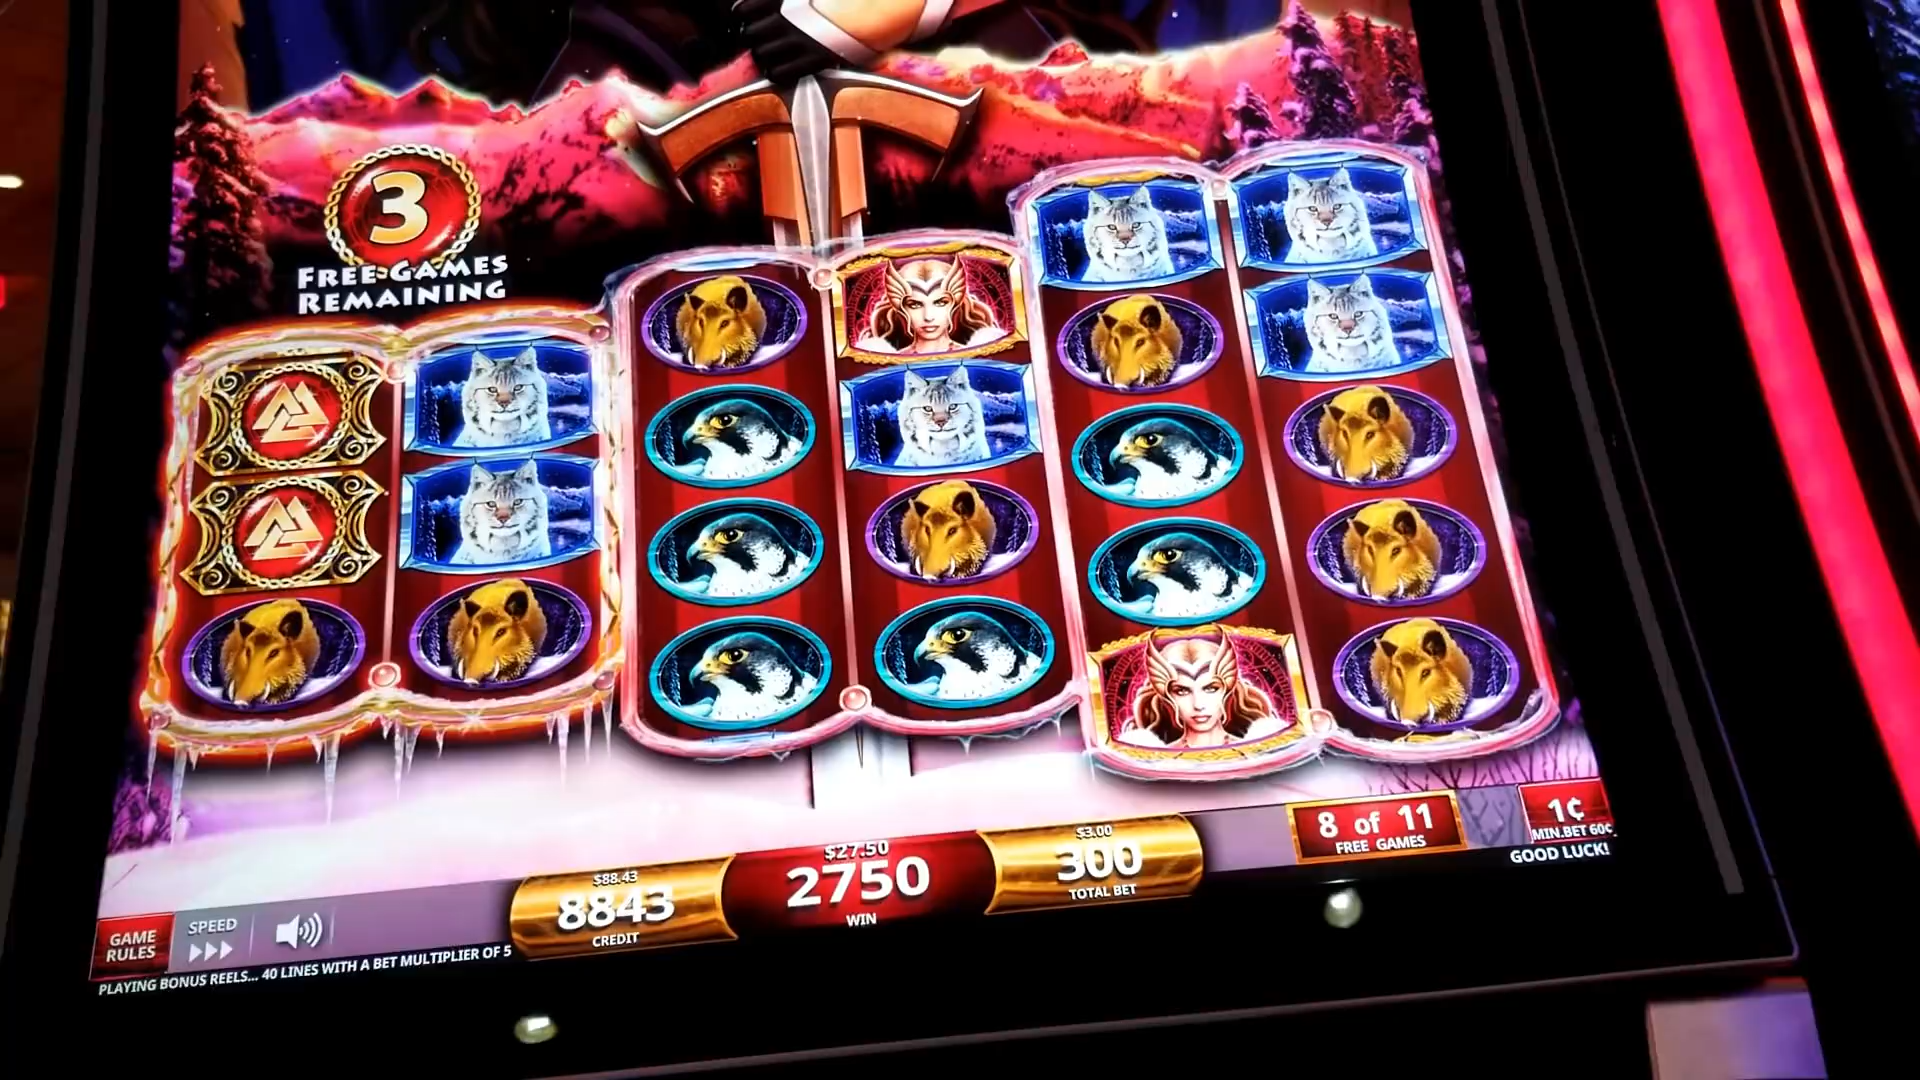 3
FREE GAMES
REMAINING
$88.43
8843
CREDIT
$27.50
2750
WIN
$3.00
300
TOTAL BET
8 of 11
FREE GAMES
1¢
MIN.BET 60¢
GOOD LUCK!
GAME
RULES
SPEED
PLAYING BONUS REELS... 40 LINES WITH A BET MULTIPLIER OF 5